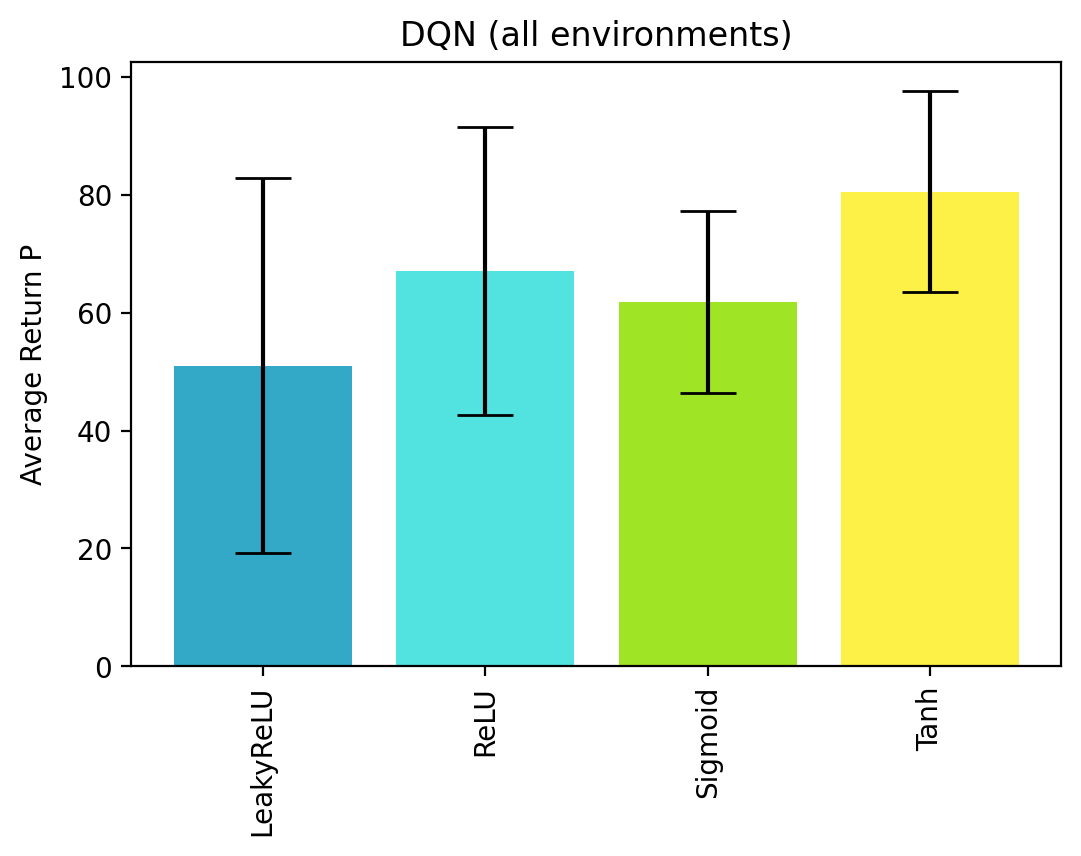 DQN (all environments)
Average Return P
100
80
60
40
20
0
LeakyReLU
ReLU
Sigmoid
Tanh